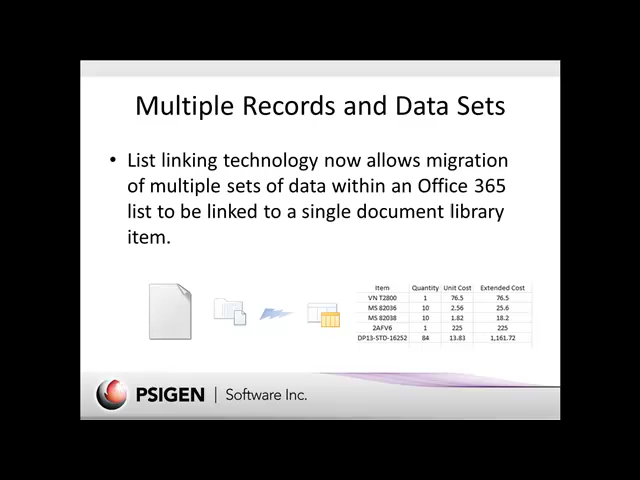 Multiple Records and Data Sets
• List linking technology now allows migration
of multiple sets of data within an Office 365
list to be linked to a single document library
item.
Item Quantity Unit Cost Extended Cost
VN T2800 1 76.5 76.5
MS 82036 10 2.56 25.6
MS 82038 10 1.82 18.2
2AFV6 1 225 225
DP13-STD-16252 84 13.83 1,161.72
PSIGEN | Software Inc.